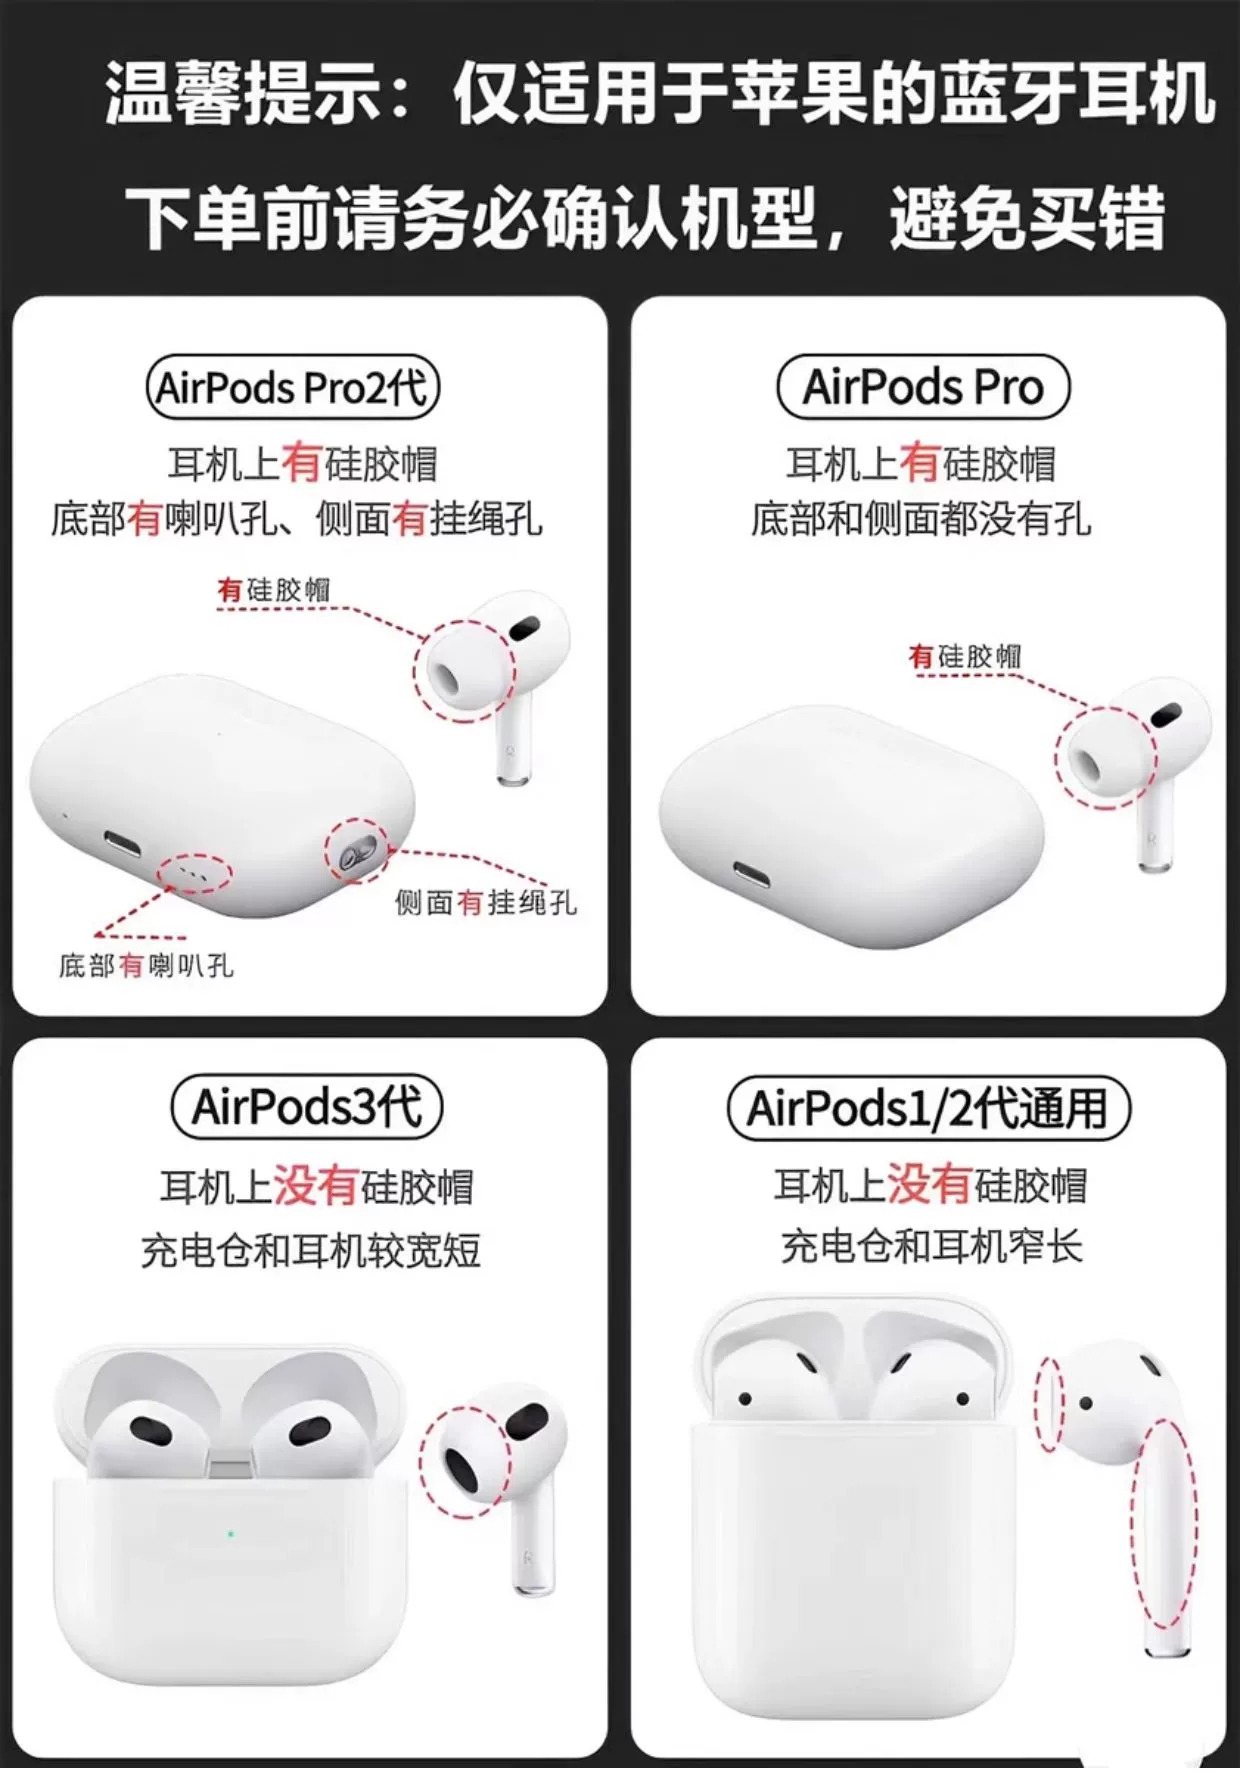 温馨提示：仅适用于苹果的蓝牙耳机
下单前请务必确认机型，避免买错
AirPods Pro2代
耳机上有硅胶帽
底部有喇叭孔、侧面有挂绳孔
有硅胶帽
侧面有挂绳孔
底部有喇叭孔
AirPods Pro
耳机上有硅胶帽
底部和侧面都没有孔
有硅胶帽
R
AirPods3代
耳机上没有硅胶帽
充电仓和耳机较宽短
R
AirPods1/2代通用
耳机上没有硅胶帽
充电仓和耳机窄长